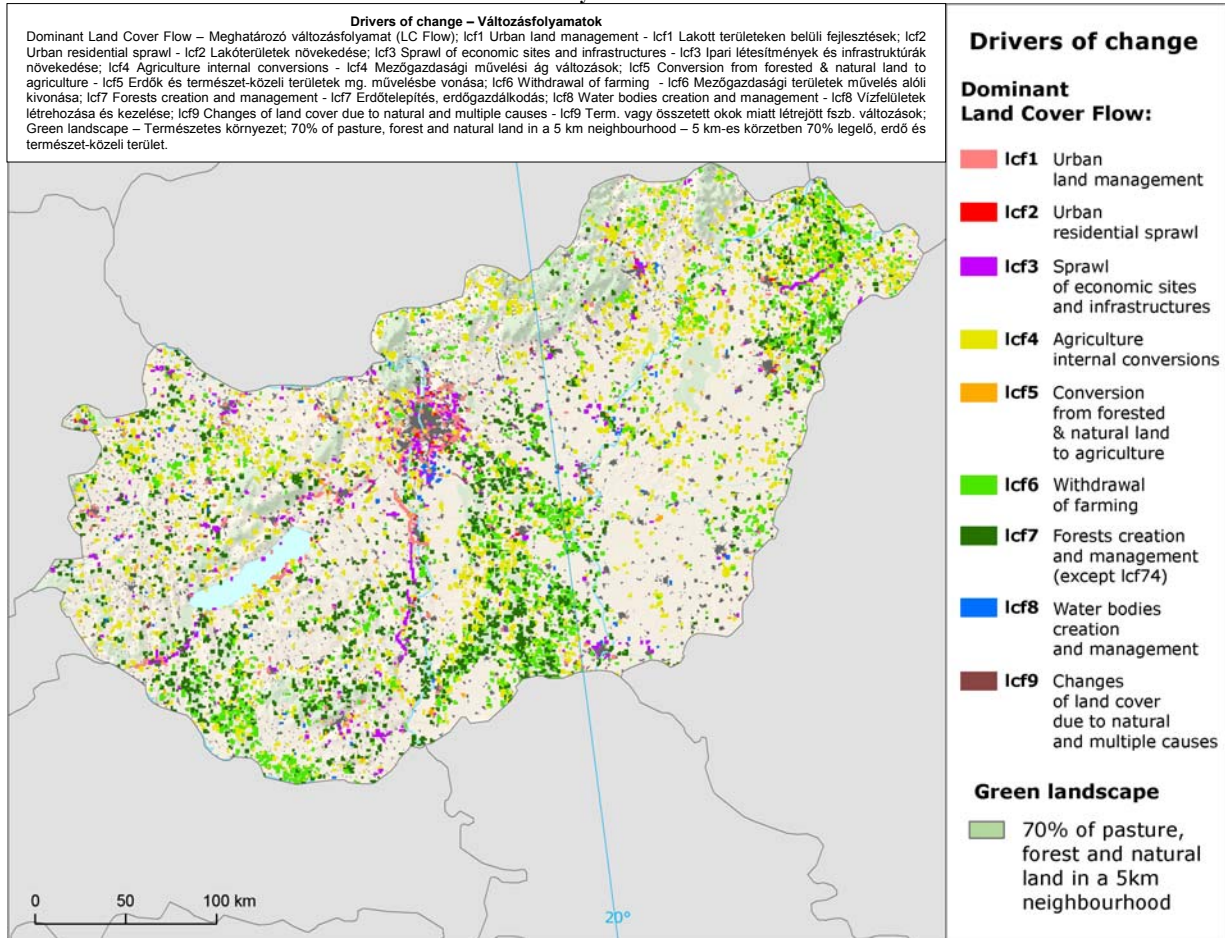 Drivers of change – Változásfolyamatok
Dominant Land Cover Flow – Meghatározó változásfolyamat (LC Flow); lcf1 Urban land management - lcf1 Lakott területeken belüli fejlesztések; lcf2
Urban residential sprawl - lcf2 Lakóterületek növekedése; lcf3 Sprawl of economic sites and infrastructures - lcf3 Ipari létesítmények és infrastruktúrák
növekedése; lcf4 Agriculture internal conversions - lcf4 Mezőgazdasági művelési ág változások; lcf5 Conversion from forested & natural land to
agriculture - lcf5 Erdők és természet-közeli területek mg. művelésbe vonása; lcf6 Withdrawal of farming - lcf6 Mezőgazdasági területek művelés alóli
kivonása; lcf7 Forests creation and management - lcf7 Erdőtelepítés, erdőgazdálkodás; lcf8 Water bodies creation and management - lcf8 Vízfelületek
létrehozása és kezelése; lcf9 Changes of land cover due to natural and multiple causes - lcf9 Term. vagy összetett okok miatt létrejött fszb. változások;
Green landscape – Természetes környezet; 70% of pasture, forest and natural land in a 5 km neighbourhood – 5 km-es körzetben 70% legelő, erdő és
természet-közeli terület.
0 50 100 km
20°
Drivers of change
Dominant
Land Cover Flow:
lcf1 Urban
land management
lcf2 Urban
residential sprawl
lcf3 Sprawl
of economic sites
and infrastructures
lcf4 Agriculture
internal conversions
lcf5 Conversion
from forested
& natural land
to agriculture
lcf6 Withdrawal
of farming
lcf7 Forests creation
and management
(except lcf74)
lcf8 Water bodies
creation
and management
lcf9 Changes
of land cover
due to natural
and multiple causes
Green landscape
70% of pasture,
forest and natural
land in a 5km
neighbourhood